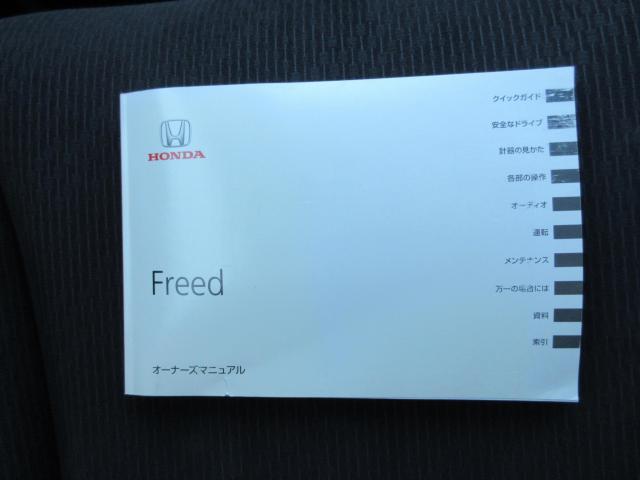 HONDA
Freed
オーナーズマニュアル
クイックガイド
安全なドライブ
計器の見かた
各部の操作
オーディオ
運転
メンテナンス
万一の場合には
資料
索引